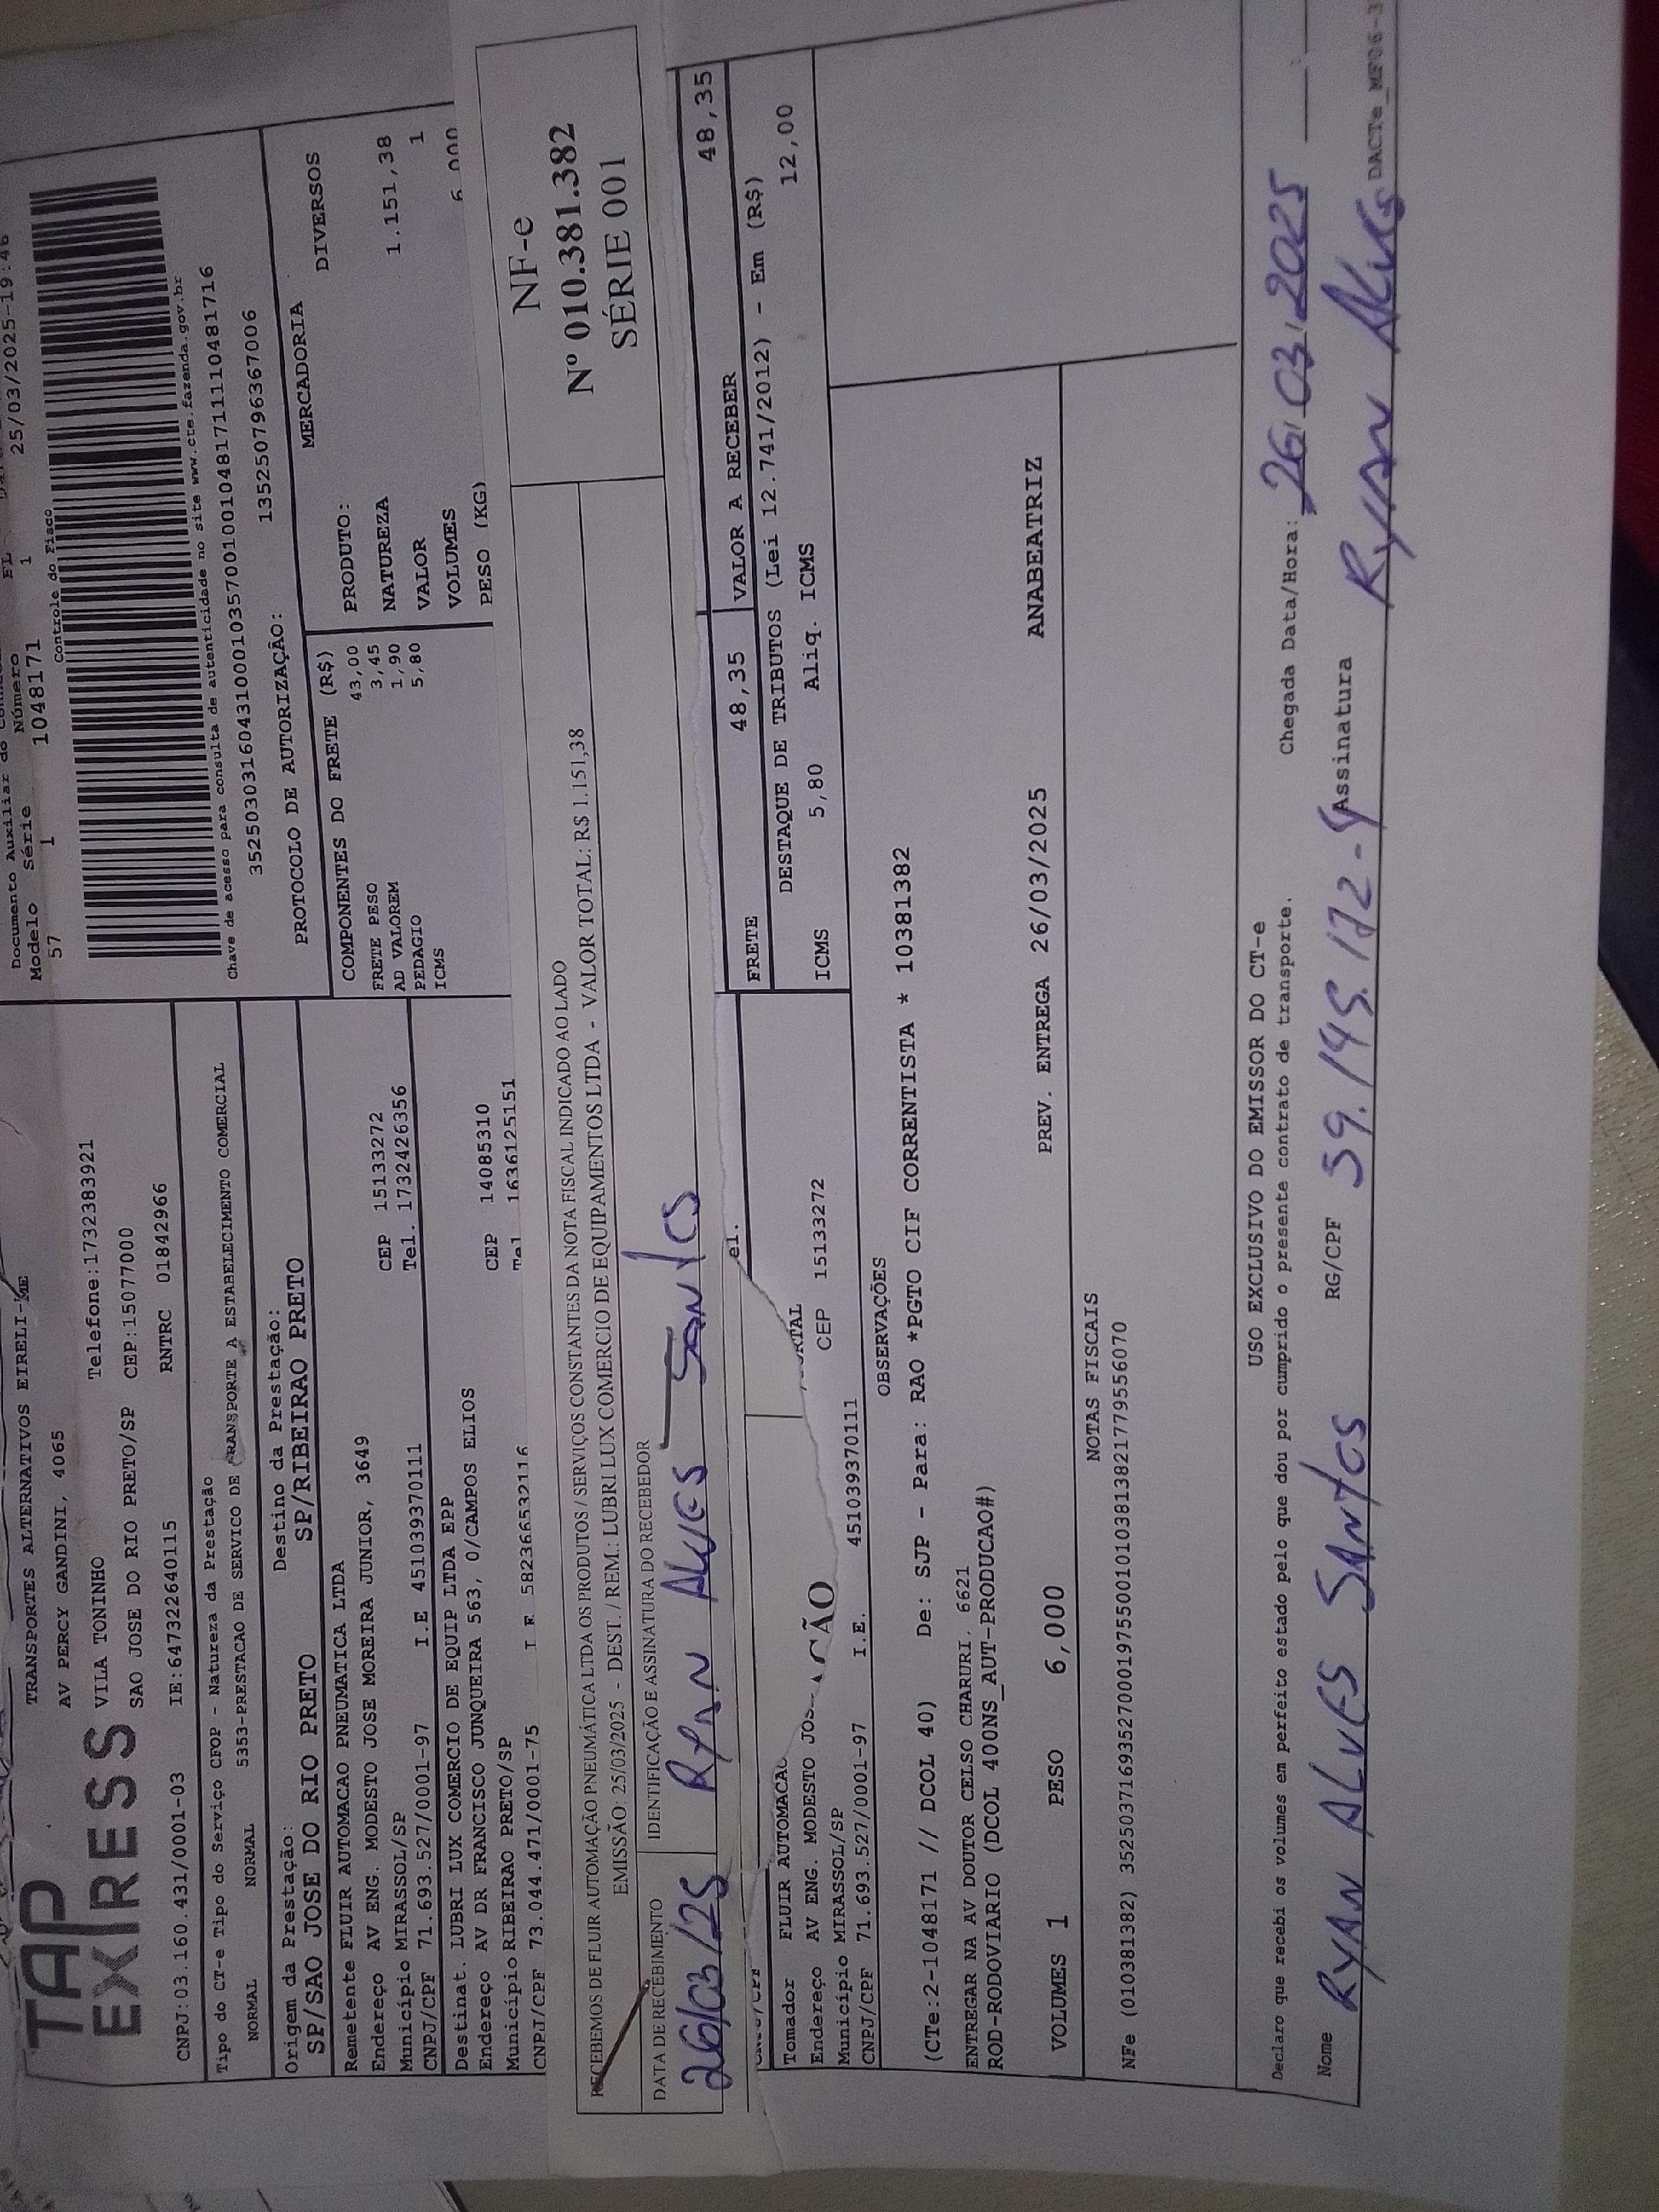 TAP
EXPRESS
TRANSPORTES ALTERNATIVOS EIRELI-ME
AV PERCY GANDINI, 4065
VILA TONINHO Telefone:1732383921
SAO JOSE DO RIO PRETO/SP CEP:15077000
CNPJ:03.160.431/0001-03 IE:647322640115 RNTRC 01842966
Documento Auxiliar do
Modelo Série Número FL
57 1 1048171 1 25/03/2025-19:46
Controle do Fisco
Chave de acesso para consulta de autenticidade no site www.cte.fazenda.gov.br
35250303160431000103570010010481711110481716
PROTOCOLO DE AUTORIZAÇÃO: 135250796367006
Tipo do CT-e Tipo do Serviço CFOP - Natureza da Prestação
NORMAL NORMAL 5353-PRESTACAO DE SERVICO DE TRANSPORTE A ESTABELECIMENTO COMERCIAL
Origem da Prestação: Destino da Prestação:
SP/SAO JOSE DO RIO PRETO SP/RIBEIRAO PRETO
Remetente FLUIR AUTOMACAO PNEUMATICA LTDA
Endereço AV ENG. MODESTO JOSE MOREIRA JUNIOR, 3649
Município MIRASSOL/SP CEP 15133272
CNPJ/CPF 71.693.527/0001-97 I.E 451039370111 Tel. 1732426356
Destinat. LUBRI LUX COMERCIO DE EQUIP LTDA EPP
Endereço AV DR FRANCISCO JUNQUEIRA 563, 0/CAMPOS ELIOS
Município RIBEIRAO PRETO/SP CEP 14085310
CNPJ/CPF 73.044.471/0001-75 I E 582366532116 Tel 1636125151
COMPONENTES DO FRETE (R$)
FRETE PESO 43,00
AD VALOREM 3,45
PEDAGIO 1,90
ICMS 5,80
MERCADORIA
PRODUTO: DIVERSOS
NATUREZA
VALOR 1.151,38
VOLUMES 1
PESO (KG) 6 000
RECEBEMOS DE FLUIR AUTOMAÇÃO PNEUMÁTICA LTDA OS PRODUTOS / SERVIÇOS CONSTANTES DA NOTA FISCAL INDICADO AO LADO
EMISSÃO: 25/03/2025 - DEST. / REM.: LUBRI LUX COMERCIO DE EQUIPAMENTOS LTDA - VALOR TOTAL: R$ 1.151,38
DATA DE RECEBIMENTO IDENTIFICAÇÃO E ASSINATURA DO RECEBEDOR
26/03/25 RYAN ALVES SANTOS
NF-e
Nº 010.381.382
SÉRIE 001
el.
FRETE 48,35 VALOR A RECEBER 48,35
DESTAQUE DE TRIBUTOS (Lei 12.741/2012) - Em (R$)
ICMS 5,80 Aliq. ICMS 12,00
Tomador FLUIR AUTOMACAO
Endereço AV ENG. MODESTO JOS
ÇÃO
Município MIRASSOL/SP CEP 15133272
CNPJ/CPF 71.693.527/0001-97 I.E. 451039370111
OBSERVAÇÕES
(CTe:2-1048171 // DCOL 40) De: SJP - Para: RAO *PGTO CIF CORRENTISTA * 10381382
ENTREGAR NA AV DOUTOR CELSO CHARURI. 6621
ROD-RODOVIARIO (DCOL 400NS_AUT-PRODUCAO#)
VOLUMES 1 PESO 6,000 PREV. ENTREGA 26/03/2025 ANABEATRIZ
NOTAS FISCAIS
NFe (010381382) 35250371693527000197550010103813821779556070
USO EXCLUSIVO DO EMISSOR DO CT-e
Declaro que recebi os volumes em perfeito estado pelo que dou por cumprido o presente contrato de transporte. Chegada Data/Hora: 26/03/2025 ____:____
Nome RYAN ALVES SANTOS RG/CPF 59.145.172-9 Assinatura RYAN ALVES